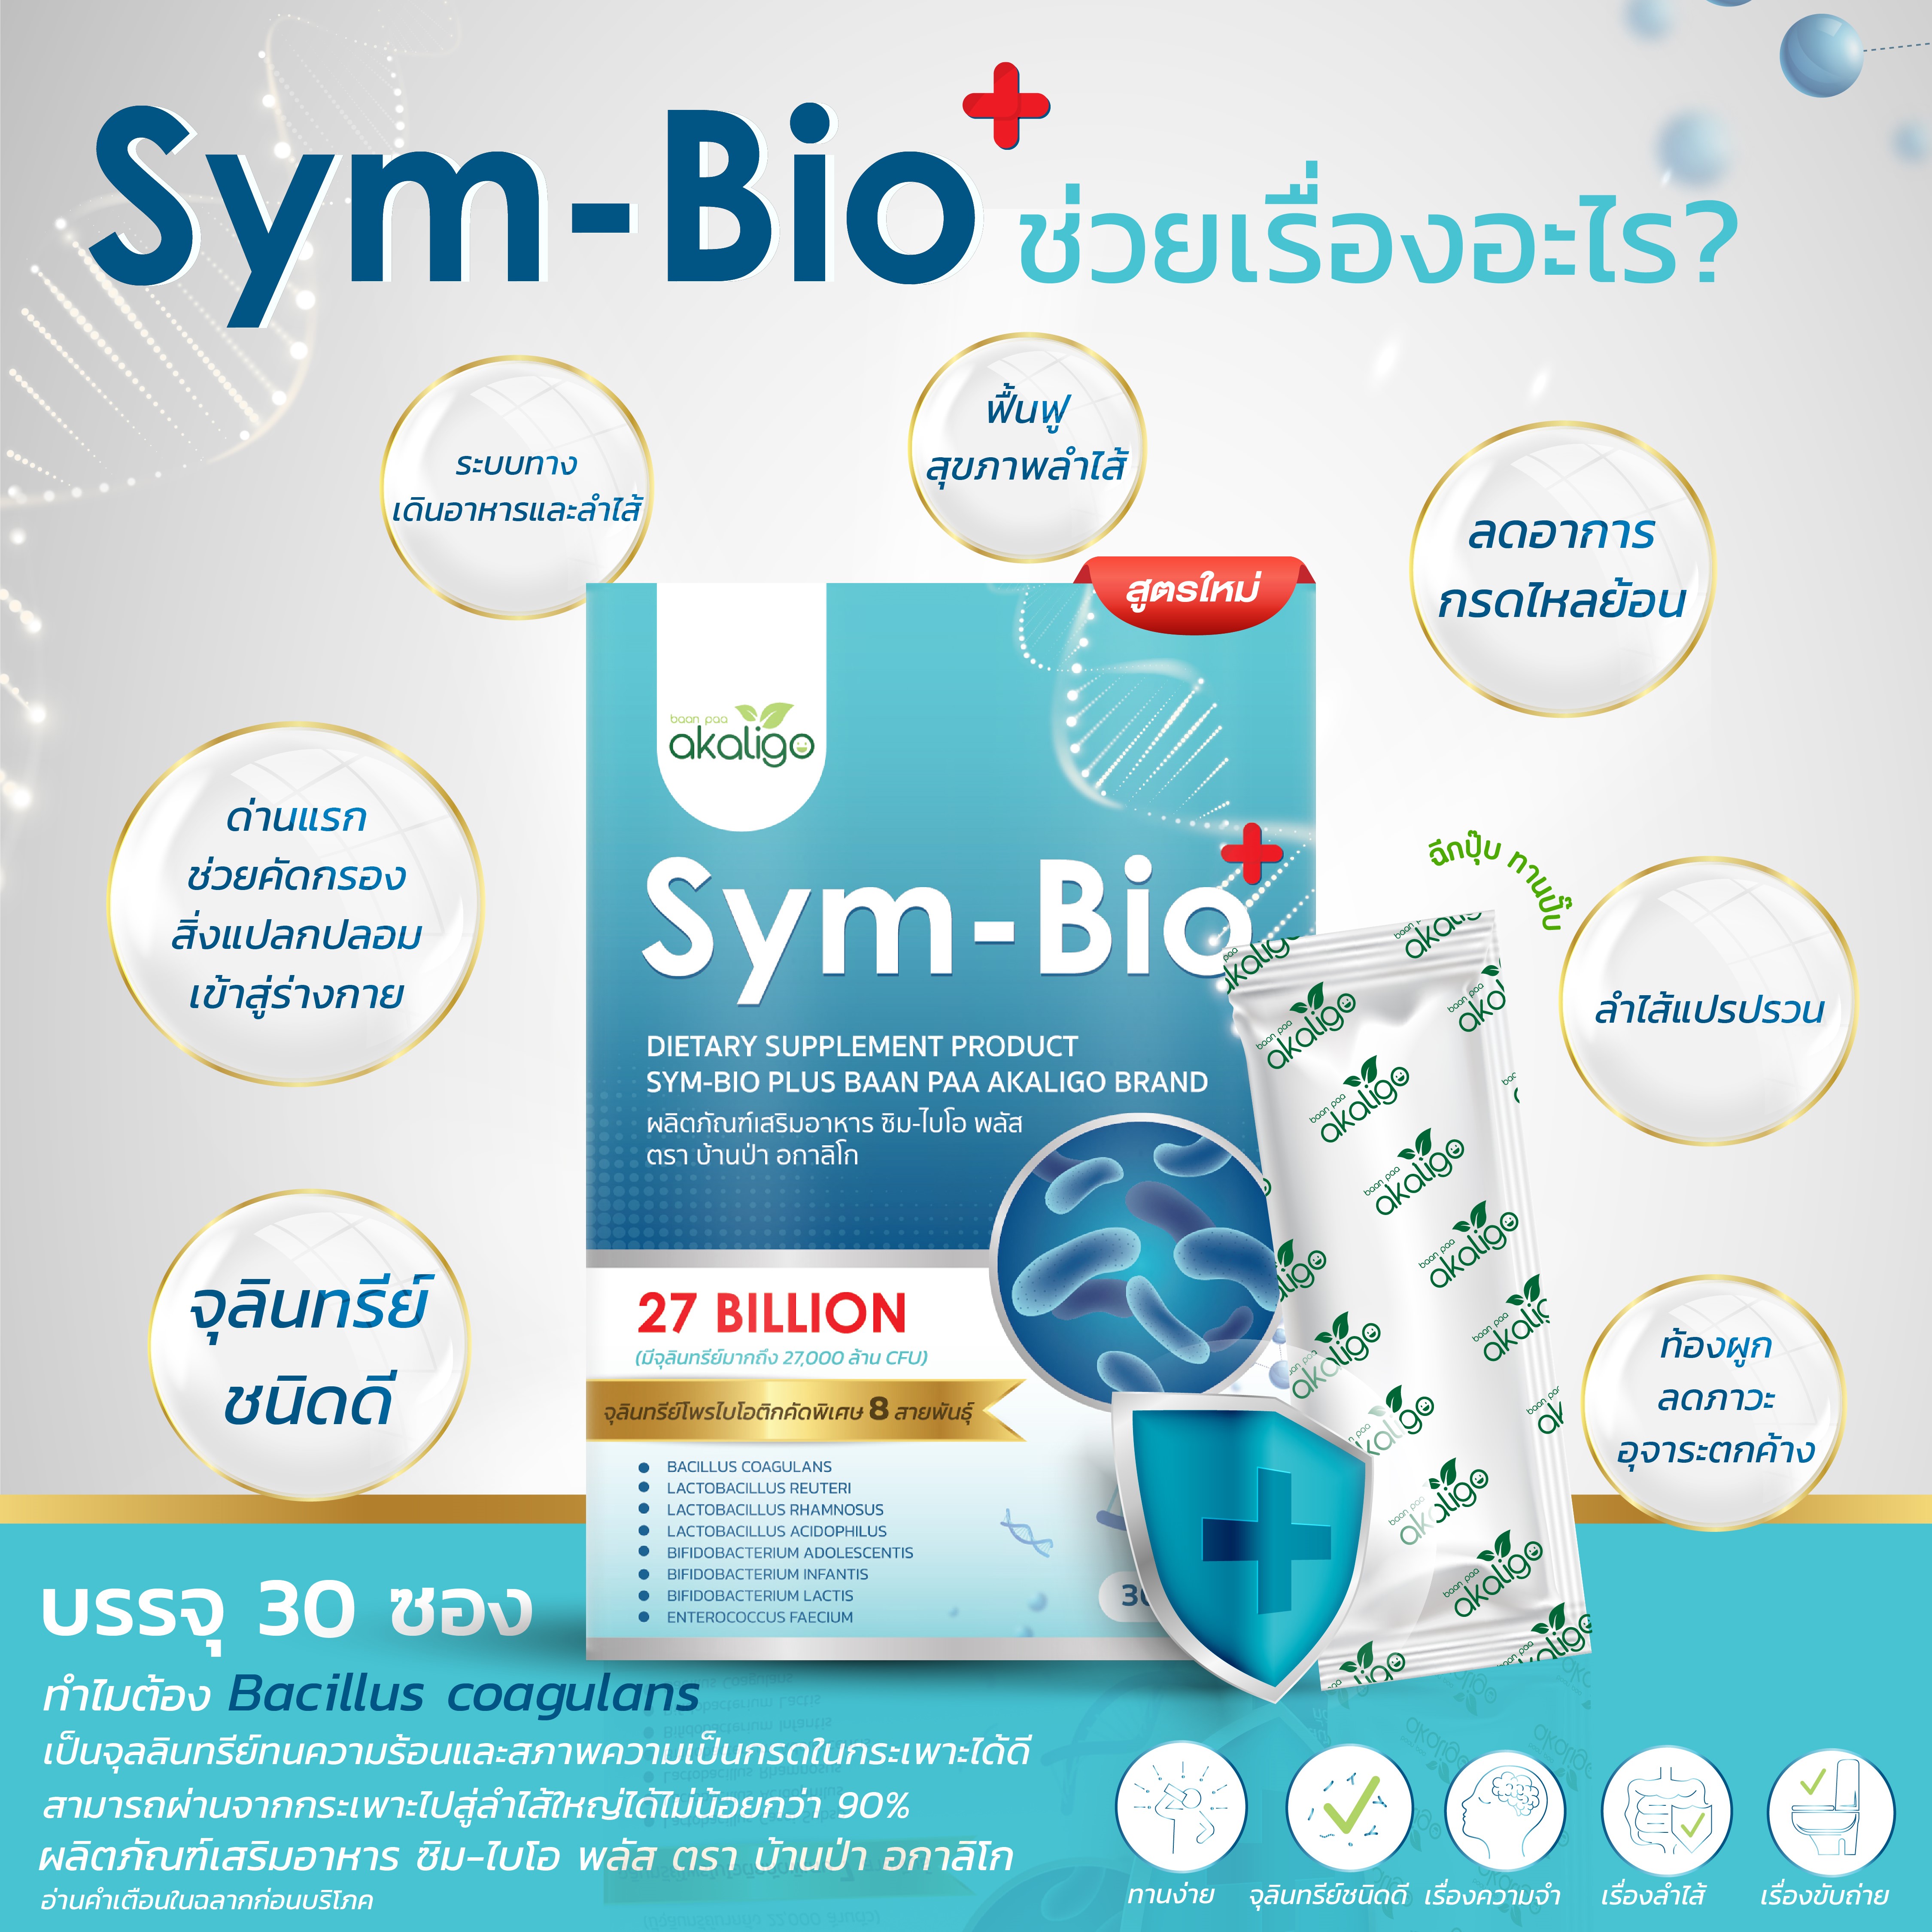 Sym-Bio+ ช่วยเรื่องอะไร?
ระบบทาง
เดินอาหารและลำไส้
ฟื้นฟู
สุขภาพลำไส้
ลดอาการ
กรดไหลย้อน
ด่านแรก
ช่วยคัดกรอง
สิ่งแปลกปลอม
เข้าสู่ร่างกาย
จุลินทรีย์
ชนิดดี
ลำไส้แปรปรวน
ท้องผูก
ลดภาวะ
อุจาระตกค้าง
สูตรใหม่
baan paa
akaligo
Sym-Bio+
DIETARY SUPPLEMENT PRODUCT
SYM-BIO PLUS BAAN PAA AKALIGO BRAND
ผลิตภัณฑ์เสริมอาหาร ซิม-ไบโอ พลัส
ตรา บ้านป่า อกาลิโก
27 BILLION
(มีจุลินทรีย์มากถึง 27,000 ล้าน CFU)
จุลินทรีย์โพรไบโอติกคัดพิเศษ 8 สายพันธุ์
BACILLUS COAGULANS
LACTOBACILLUS REUTERI
LACTOBACILLUS RHAMNOSUS
LACTOBACILLUS ACIDOPHILUS
BIFIDOBACTERIUM ADOLESCENTIS
BIFIDOBACTERIUM INFANTIS
BIFIDOBACTERIUM LACTIS
ENTEROCOCCUS FAECIUM
ฉีกปุ๊บ ทานปั๊บ
baan paa
akaligo
บรรจุ 30 ซอง
ทำไมต้อง Bacillus coagulans
เป็นจุลลินทรีย์ทนความร้อนและสภาพความเป็นกรดในกระเพาะได้ดี
สามารถผ่านจากกระเพาะไปสู่ลำไส้ใหญ่ได้ไม่น้อยกว่า 90%
ผลิตภัณฑ์เสริมอาหาร ซิม-ไบโอ พลัส ตรา บ้านป่า อกาลิโก
อ่านคำเตือนในฉลากก่อนบริโภค
ทานง่าย
จุลินทรีย์ชนิดดี
เรื่องความจำ
เรื่องลำไส้
เรื่องขับถ่าย